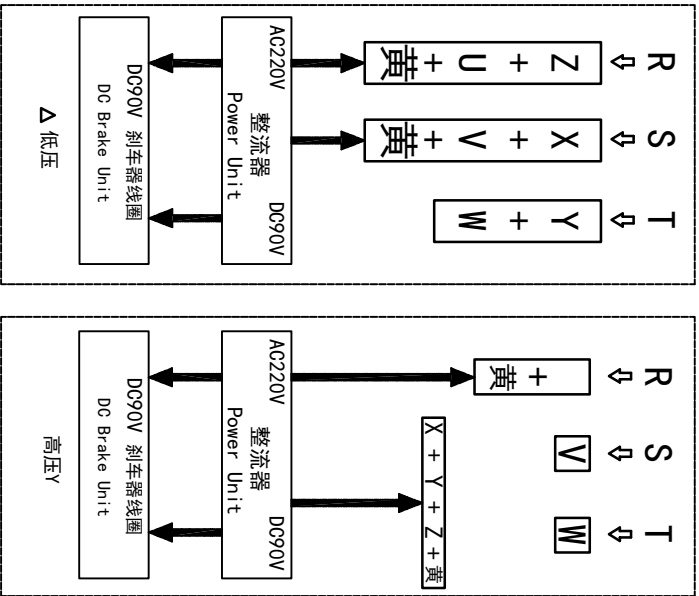 R S T
Z + U + 黄
X + V + 黄
Y + W
AC220V DC90V
整流器
Power Unit
DC90V 刹车器线圈
DC Brake Unit
Δ 低压
R S T
+ 黄
V
W
X + Y + Z + 黄
AC220V DC90V
整流器
Power Unit
DC90V 刹车器线圈
DC Brake Unit
高压Y